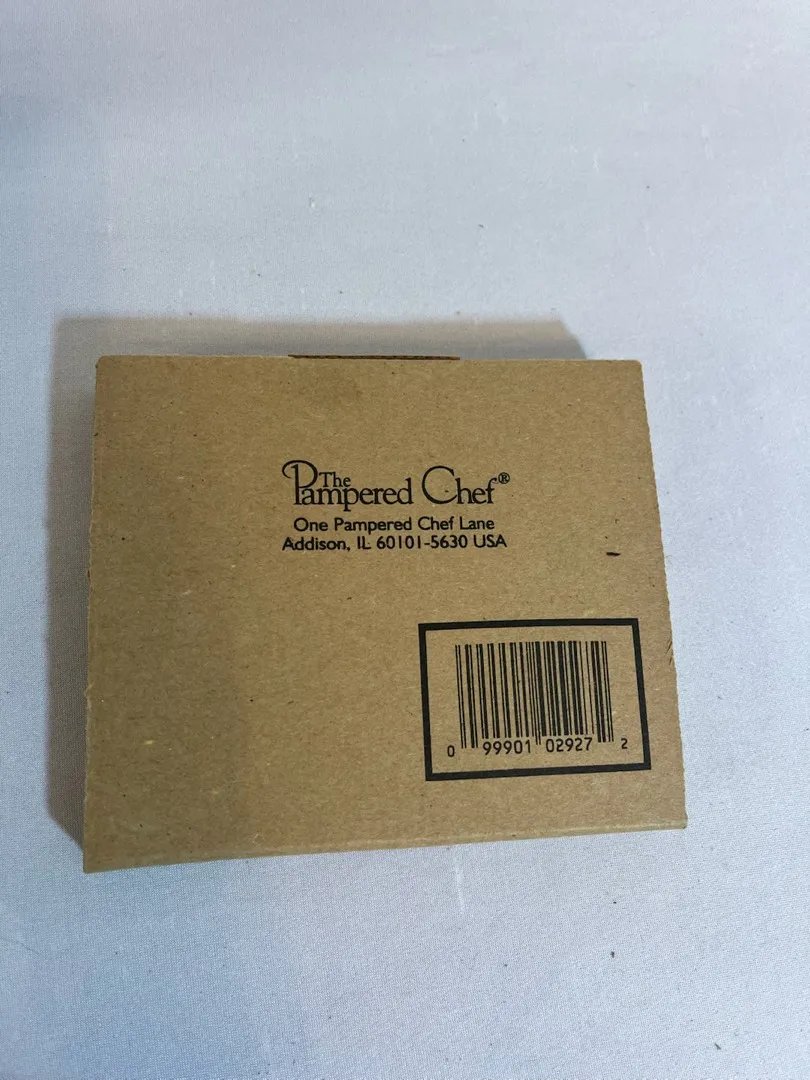 The Pampered Chef®
One Pampered Chef Lane
Addison, IL 60101-5630 USA
0 99901 02927 2